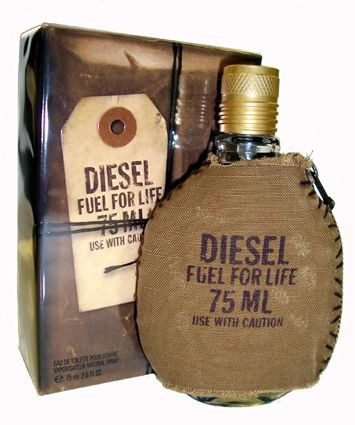 DIESEL
FUEL FOR LIFE
75 ML
USE WITH CAUTION
EAU DE TOILETTE POUR HOMME
VAPORISATEUR NATURAL SPRAY
℮ 75 ml 2.6 FL.OZ.
DIESEL
FUEL FOR LIFE
75 ML
USE WITH CAUTION